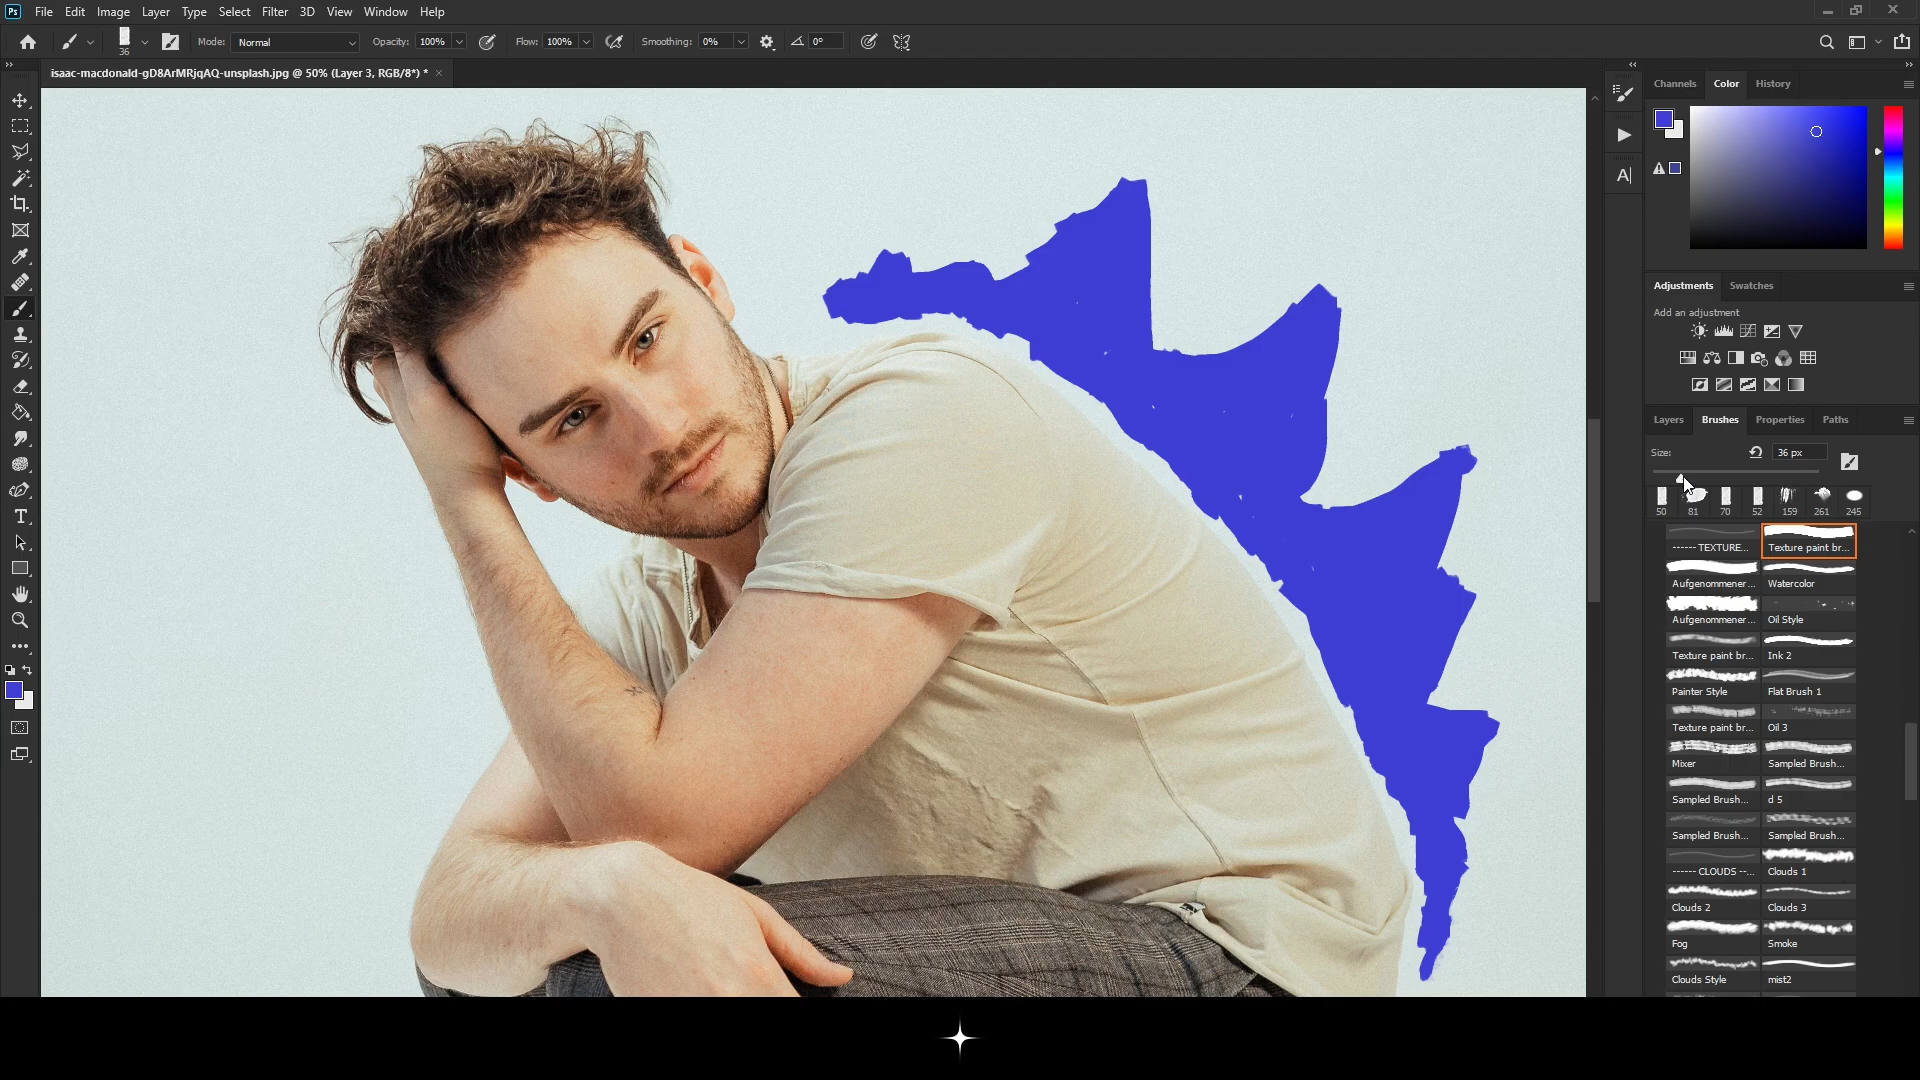 Ps File Edit Image Layer Type Select Filter 3D View Window Help
36 Mode: Normal Opacity: 100% Flow: 100% Smoothing: 0% 0°
isaac-macdonald-gD8ArMRjqAQ-unsplash.jpg @ 50% (Layer 3, RGB/8*) * ×
Channels Color History
Adjustments Swatches
Add an adjustment
Layers Brushes Properties Paths
Size: 36 px
50 81 70 52 159 261 245
------ TEXTURE... Texture paint br...
Aufgenommener... Watercolor
Aufgenommener... Oil Style
Texture paint br... Ink 2
Painter Style Flat Brush 1
Texture paint br... Oil 3
Mixer Sampled Brush...
Sampled Brush... d 5
Sampled Brush... Sampled Brush...
------ CLOUDS --... Clouds 1
Clouds 2 Clouds 3
Fog Smoke
Clouds Style mist2